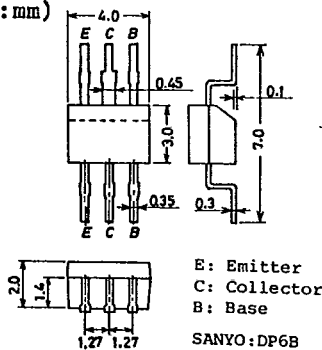 :mm)
4.0
E C B
0.45
0.1
3.0
7.0
0.35
0.3
E C B
2.0
1.4
1.27 1.27
E: Emitter
C: Collector
B: Base
SANYO:DP6B